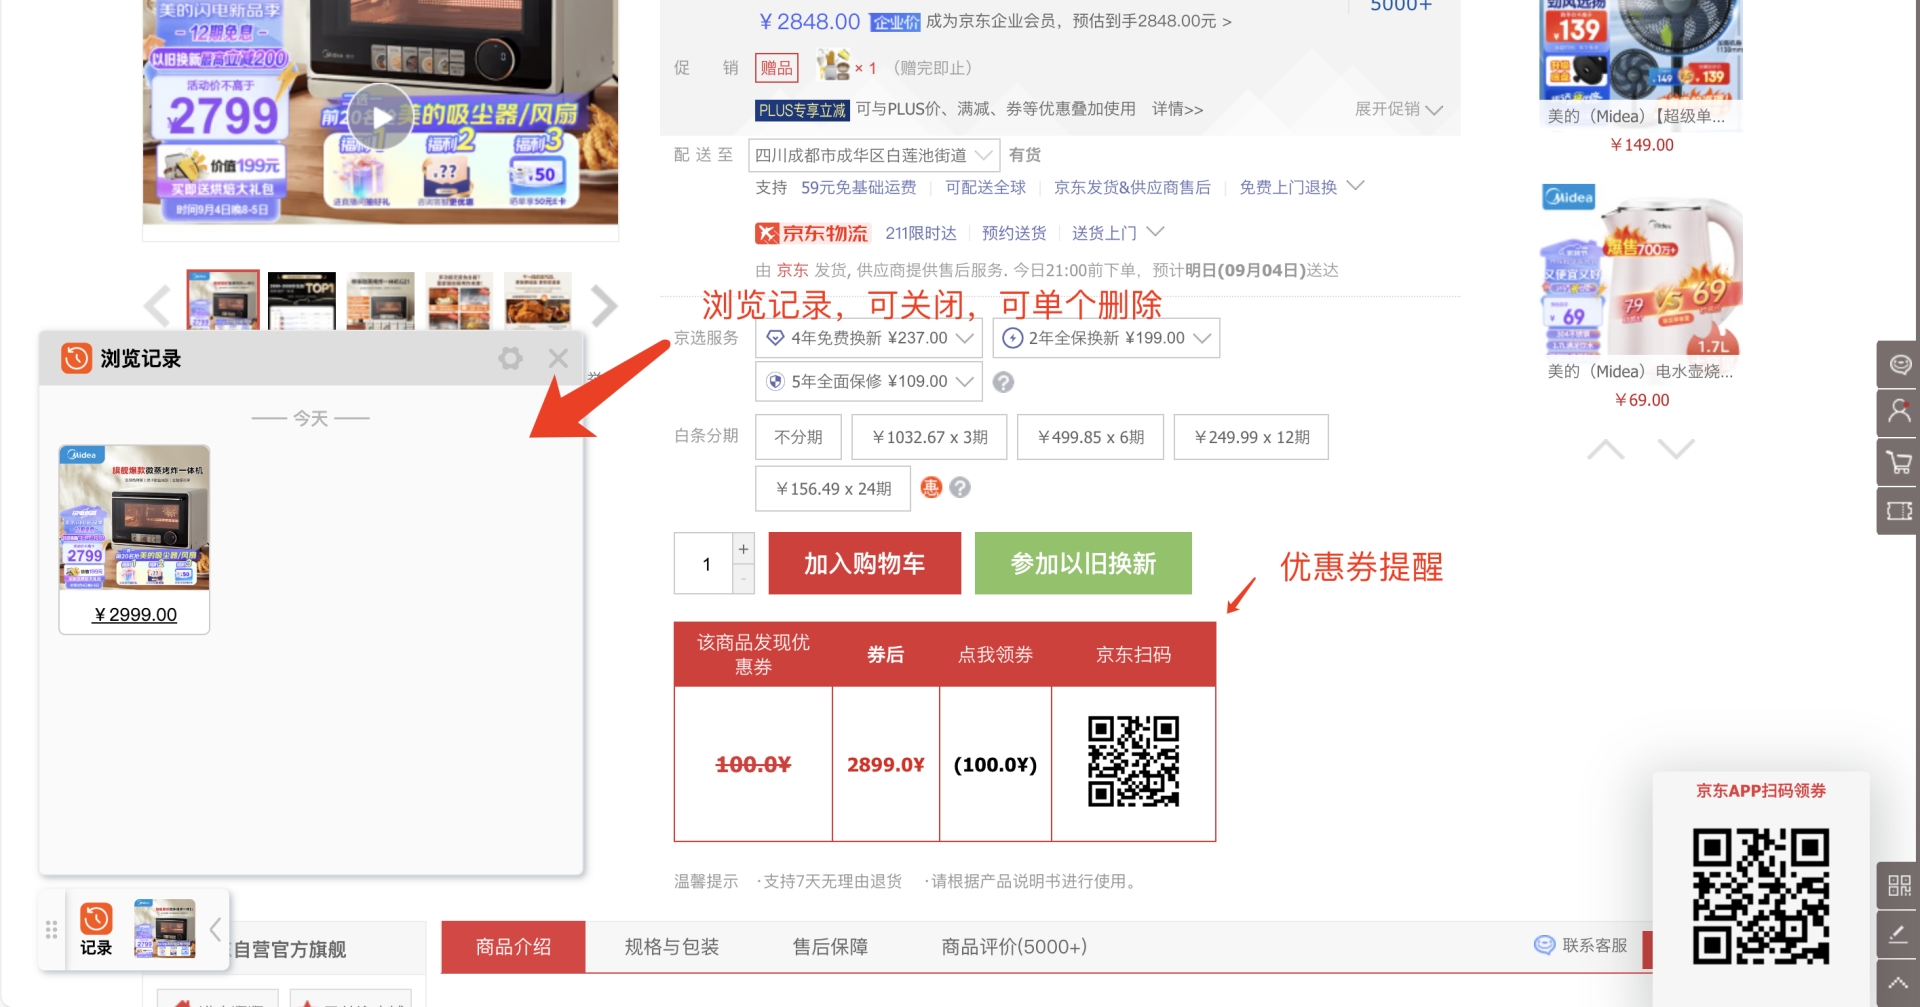 美的闪电新品季
12期免息
以旧换新最高立减200
活动价不高于
¥2799
价值199元
买即送烘焙大礼包
时间9月4日晚8-5日
美的吸尘器/风扇
福利1
福利2
福利3
??
50
¥2848.00 企业价 成为京东企业会员，预估到手2848.00元 >
5000+
促 销 赠品 × 1 （赠完即止）
PLUS专享立减 可与PLUS价、满减、券等优惠叠加使用 详情>>
展开促销
配 送 至 四川成都市成华区白莲池街道 有货
支持 59元免基础运费 可配送全球 京东发货&供应商售后 免费上门退换
京东物流 211限时达 预约送货 送货上门
由 京东 发货, 供应商提供售后服务. 今日21:00前下单，预计明日(09月04日)送达
浏览记录，可关闭，可单个删除
京选服务 4年免费换新 ¥237.00 2年全保换新 ¥199.00
5年全面保修 ¥109.00 ?
白条分期 不分期 ￥1032.67 x 3期 ￥499.85 x 6期 ￥249.99 x 12期
￥156.49 x 24期 惠 ?
1 + -
加入购物车
参加以旧换新
优惠券提醒
该商品发现优惠券 券后 点我领券 京东扫码
100.0¥ 2899.0¥ (100.0¥)
温馨提示 ·支持7天无理由退货 ·请根据产品说明书进行使用。
TOP1
浏览记录
今天
Midea
旗舰爆款微蒸烤炸一体机
2799
￥2999.00
记录
自营官方旗舰
商品介绍 规格与包装 售后保障 商品评价(5000+)
联系客服
139
149
139
美的（Midea）【超级单...
￥149.00
Midea
爆售700万+
又便宜又好
79
69
69
1.7L
美的（Midea）电水壶烧...
￥69.00
京东APP扫码领券